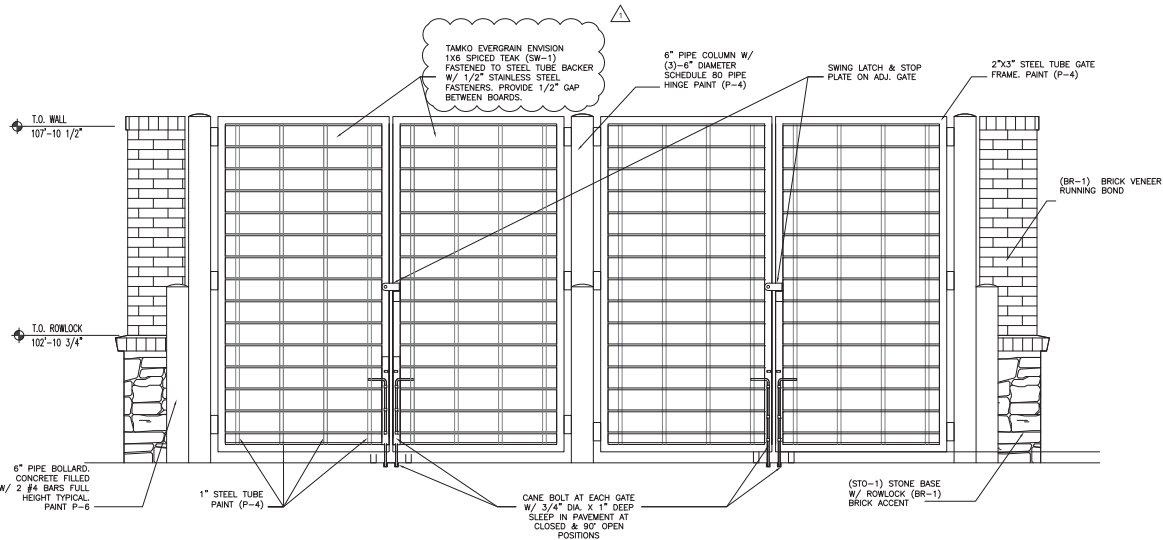 1
TAMKO EVERGRAIN ENVISION
1X6 SPICED TEAK (SW-1)
FASTENED TO STEEL TUBE BACKER
W/ 1/2" STAINLESS STEEL
FASTENERS. PROVIDE 1/2" GAP
BETWEEN BOARDS.
6" PIPE COLUMN W/
(3)-6" DIAMETER
SCHEDULE 80 PIPE
HINGE PAINT (P-4)
SWING LATCH & STOP
PLATE ON ADJ. GATE
2"X3" STEEL TUBE GATE
FRAME. PAINT (P-4)
T.O. WALL
107'-10 1/2"
(BR-1) BRICK VENEER
RUNNING BOND
T.O. ROWLOCK
102'-10 3/4"
6" PIPE BOLLARD.
CONCRETE FILLED
W/ 2 #4 BARS FULL
HEIGHT TYPICAL.
PAINT P-6
1" STEEL TUBE
PAINT (P-4)
CANE BOLT AT EACH GATE
W/ 3/4" DIA. X 1" DEEP
SLEEP IN PAVEMENT AT
CLOSED & 90° OPEN
POSITIONS
(STO-1) STONE BASE
W/ ROWLOCK (BR-1)
BRICK ACCENT